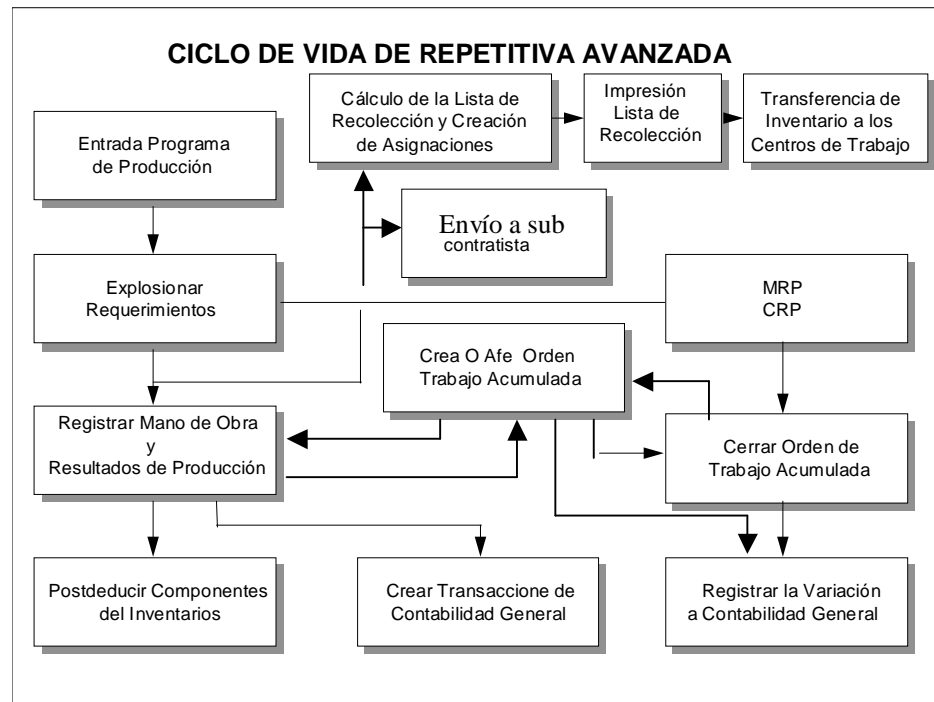 CICLO DE VIDA DE REPETITIVA AVANZADA
Entrada Programa
de Producción
Cálculo de la Lista de
Recolección y Creación
de Asignaciones
Impresión
Lista de
Recolección
Transferencia de
Inventario a los
Centros de Trabajo
Envío a sub
contratista
Explosionar
Requerimientos
MRP
CRP
Crea O Afe Orden
Trabajo Acumulada
Registrar Mano de Obra
y
Resultados de Producción
Cerrar Orden de
Trabajo Acumulada
Postdeducir Componentes
del Inventarios
Crear Transaccione de
Contabilidad General
Registrar la Variación
a Contabilidad General